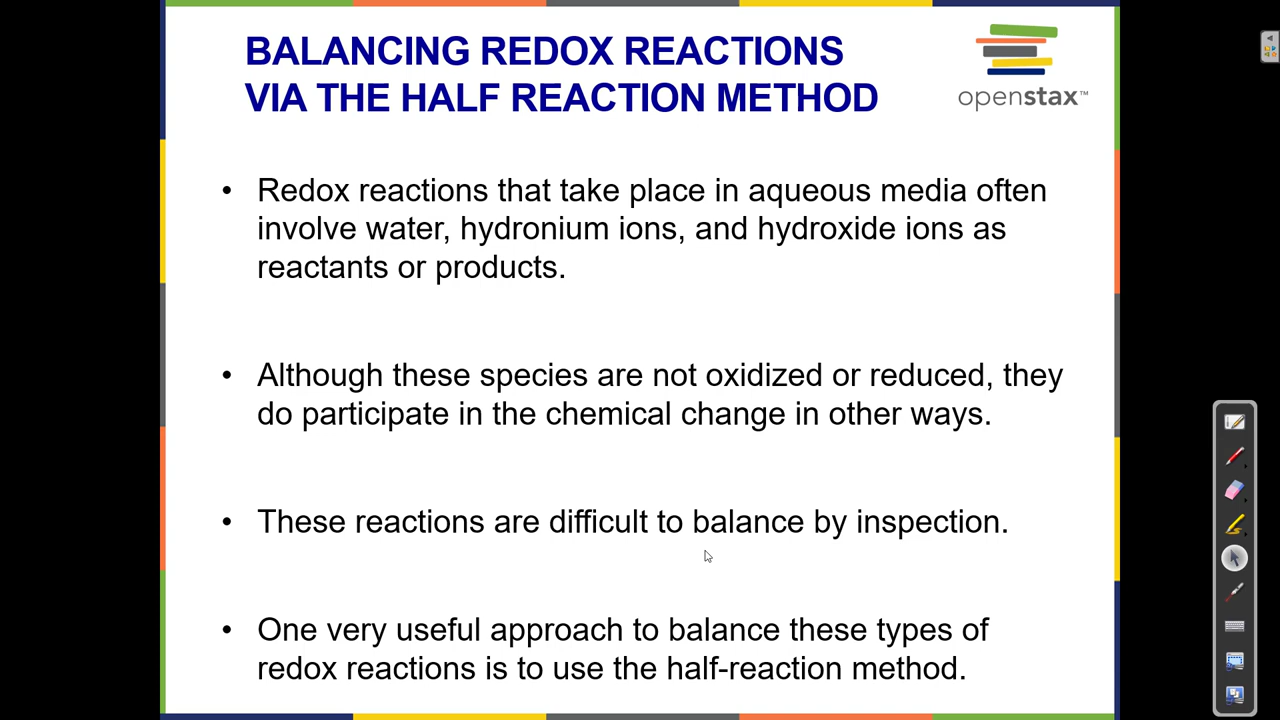 BALANCING REDOX REACTIONS
VIA THE HALF REACTION METHOD
openstax™
• Redox reactions that take place in aqueous media often
involve water, hydronium ions, and hydroxide ions as
reactants or products.
• Although these species are not oxidized or reduced, they
do participate in the chemical change in other ways.
• These reactions are difficult to balance by inspection.
• One very useful approach to balance these types of
redox reactions is to use the half-reaction method.